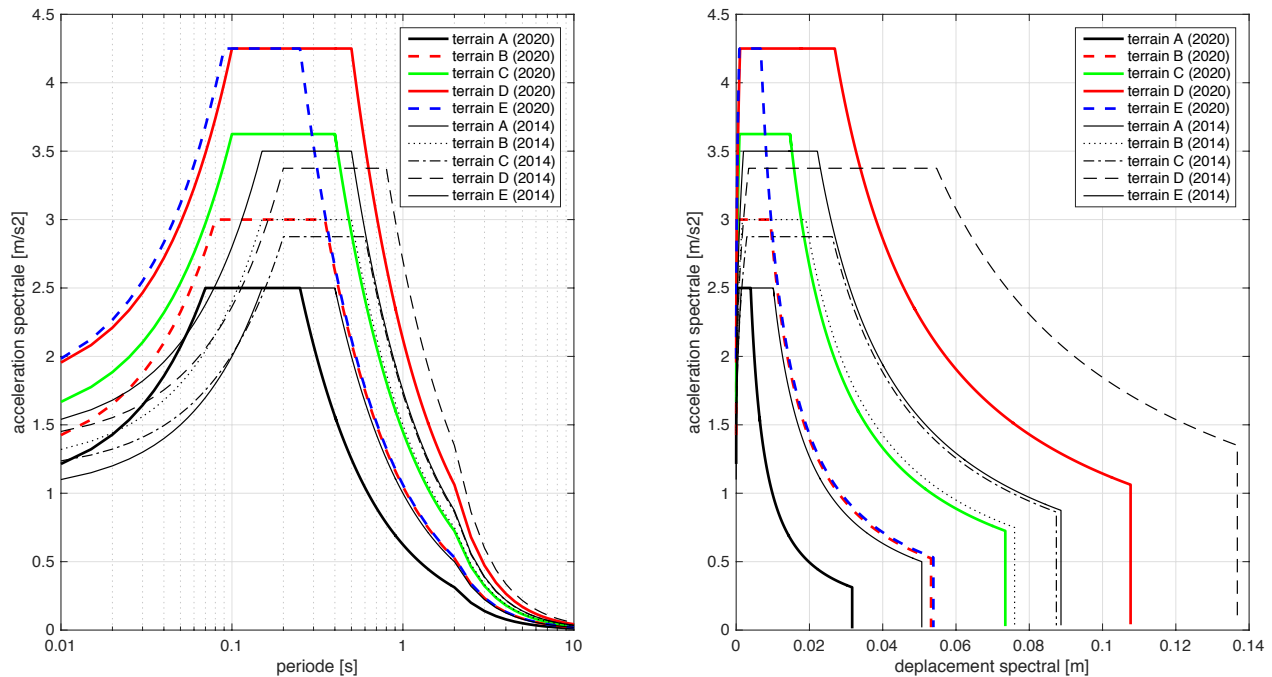 4.5
4
3.5
3
2.5
2
1.5
1
0.5
0
acceleration spectrale [m/s2]
0.01
0.1
1
10
periode [s]
terrain A (2020)
terrain B (2020)
terrain C (2020)
terrain D (2020)
terrain E (2020)
terrain A (2014)
terrain B (2014)
terrain C (2014)
terrain D (2014)
terrain E (2014)
4.5
4
3.5
3
2.5
2
1.5
1
0.5
0
acceleration spectrale [m/s2]
0
0.02
0.04
0.06
0.08
0.1
0.12
0.14
deplacement spectral [m]
terrain A (2020)
terrain B (2020)
terrain C (2020)
terrain D (2020)
terrain E (2020)
terrain A (2014)
terrain B (2014)
terrain C (2014)
terrain D (2014)
terrain E (2014)